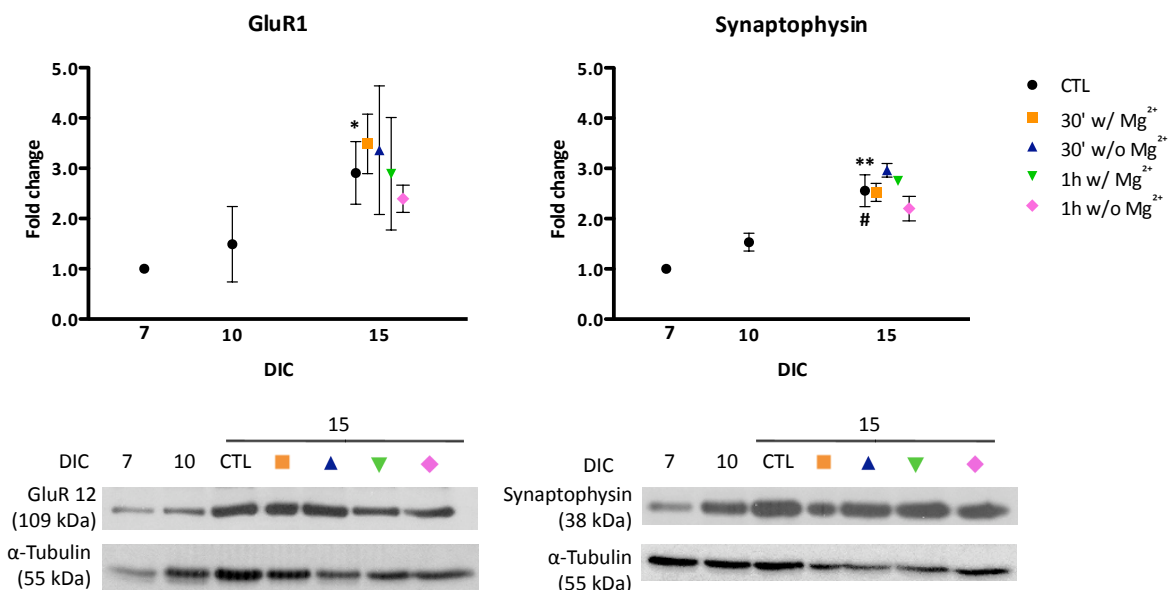 GluR1
5.0
4.0
3.0
2.0
1.0
0.0
Fold change
*
7
10
15
DIC
Synaptophysin
5.0
4.0
3.0
2.0
1.0
0.0
Fold change
**
#
7
10
15
DIC
CTL
30' w/ Mg²⁺
30' w/o Mg²⁺
1h w/ Mg²⁺
1h w/o Mg²⁺
15
DIC 7 10 CTL
GluR 12
(109 kDa)
α-Tubulin
(55 kDa)
15
DIC 7 10 CTL
Synaptophysin
(38 kDa)
α-Tubulin
(55 kDa)